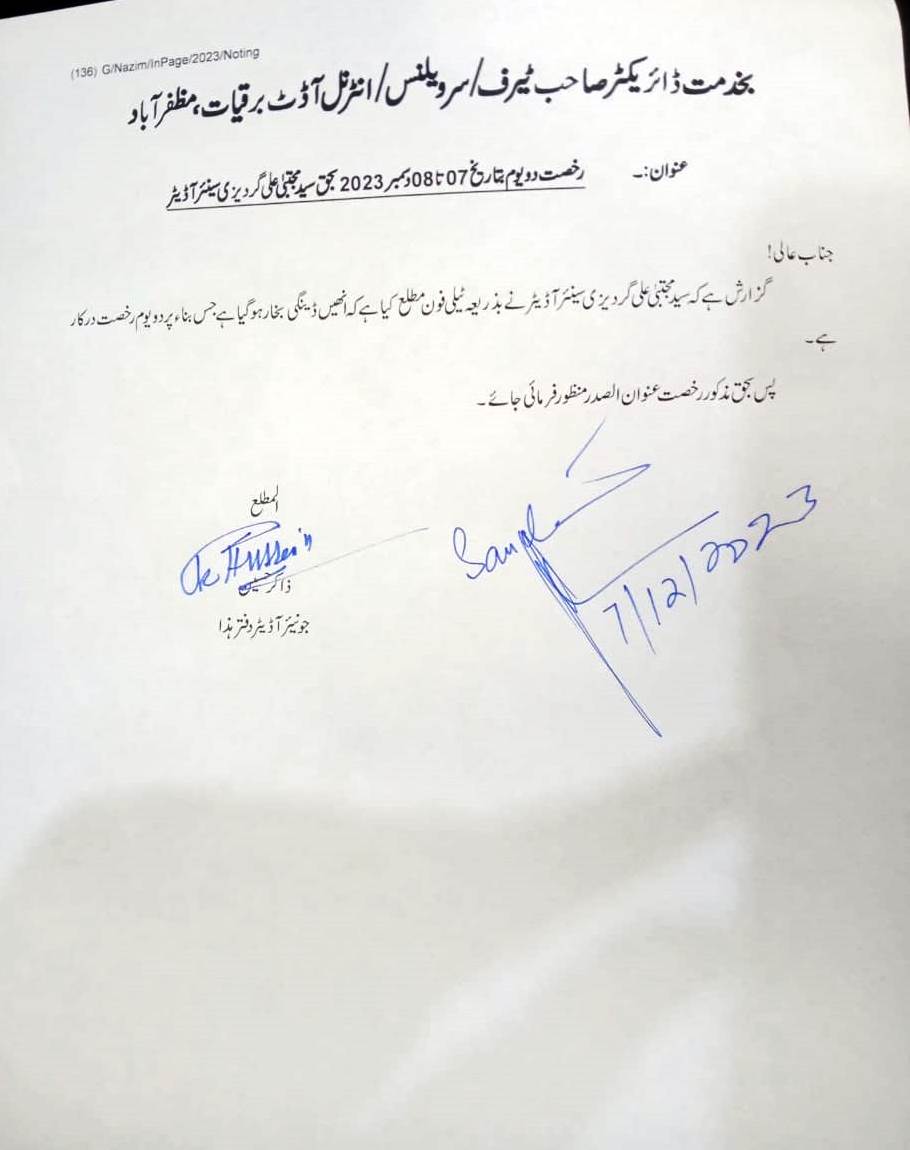 (136) G/Nazim/InPage/2023/Noting
بخدمت ڈائریکٹر صاحب ٹیرف/سرویلنس/انٹرنل آڈٹ برقیات، مظفرآباد
عنوان:۔ رخصت دو یوم بتاریخ 07 تا 08 دسمبر 2023 بحق سید مجتبیٰ علی گردیزی سینئر آڈیٹر
جناب عالی!
گزارش ہے کہ سید مجتبیٰ علی گردیزی سینئر آڈیٹر نے بذریعہ ٹیلی فون مطلع کیا ہے کہ انھیں ڈینگی بخار ہو گیا ہے جس بناء پر دو یوم رخصت درکار
ہے۔
پس بحق مذکور رخصت عنوان الصدر منظور فرمائی جائے۔
المطلع
Hussain
ذاکر حسین
جونیئر آڈیٹر دفتر ہذا
7/12/2023